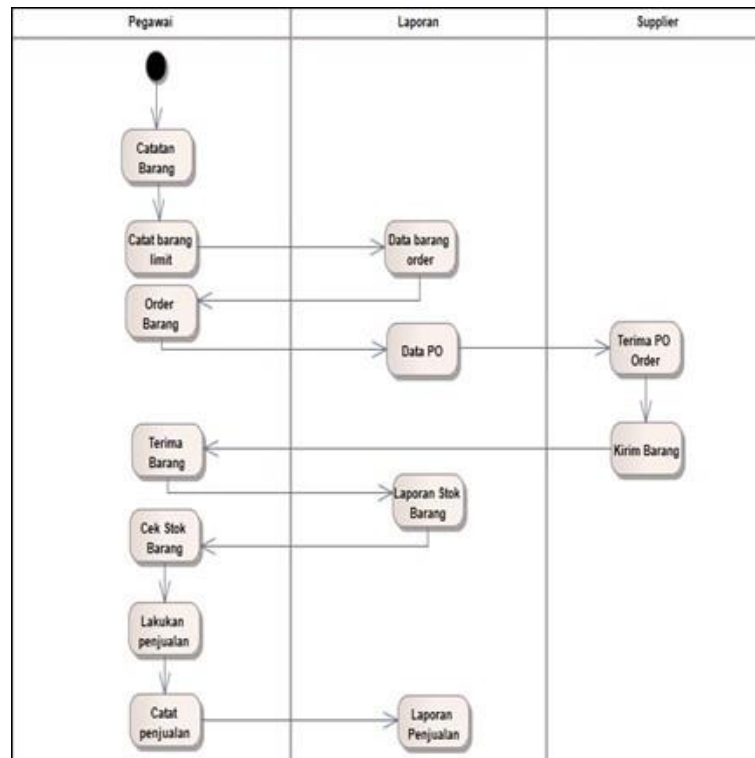 Pegawai
Laporan
Supplier
Catatan
Barang
Catat barang
limit
Data barang
order
Order
Barang
Data PO
Terima PO
Order
Terima
Barang
Kirim Barang
Laporan Stok
Barang
Cek Stok
Barang
Lakukan
penjualan
Catat
penjualan
Laporan
Penjualan